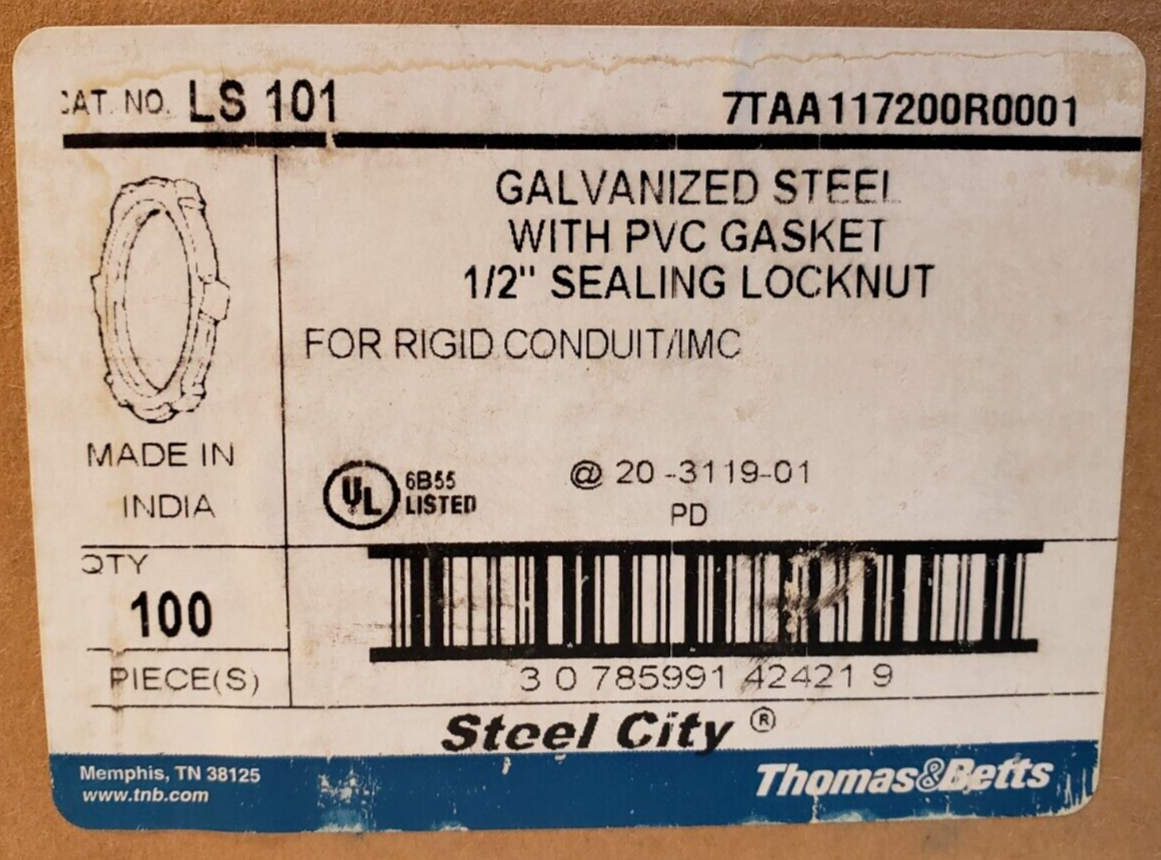 CAT. NO. LS 101
7TAA117200R0001
GALVANIZED STEEL
WITH PVC GASKET
1/2" SEALING LOCKNUT
FOR RIGID CONDUIT/IMC
MADE IN
INDIA
UL 6B55
LISTED
@ 20-3119-01
PD
QTY
100
PIECE(S)
3 0 785991 42421 9
Steel City ®
Memphis, TN 38125
www.tnb.com
Thomas&Betts